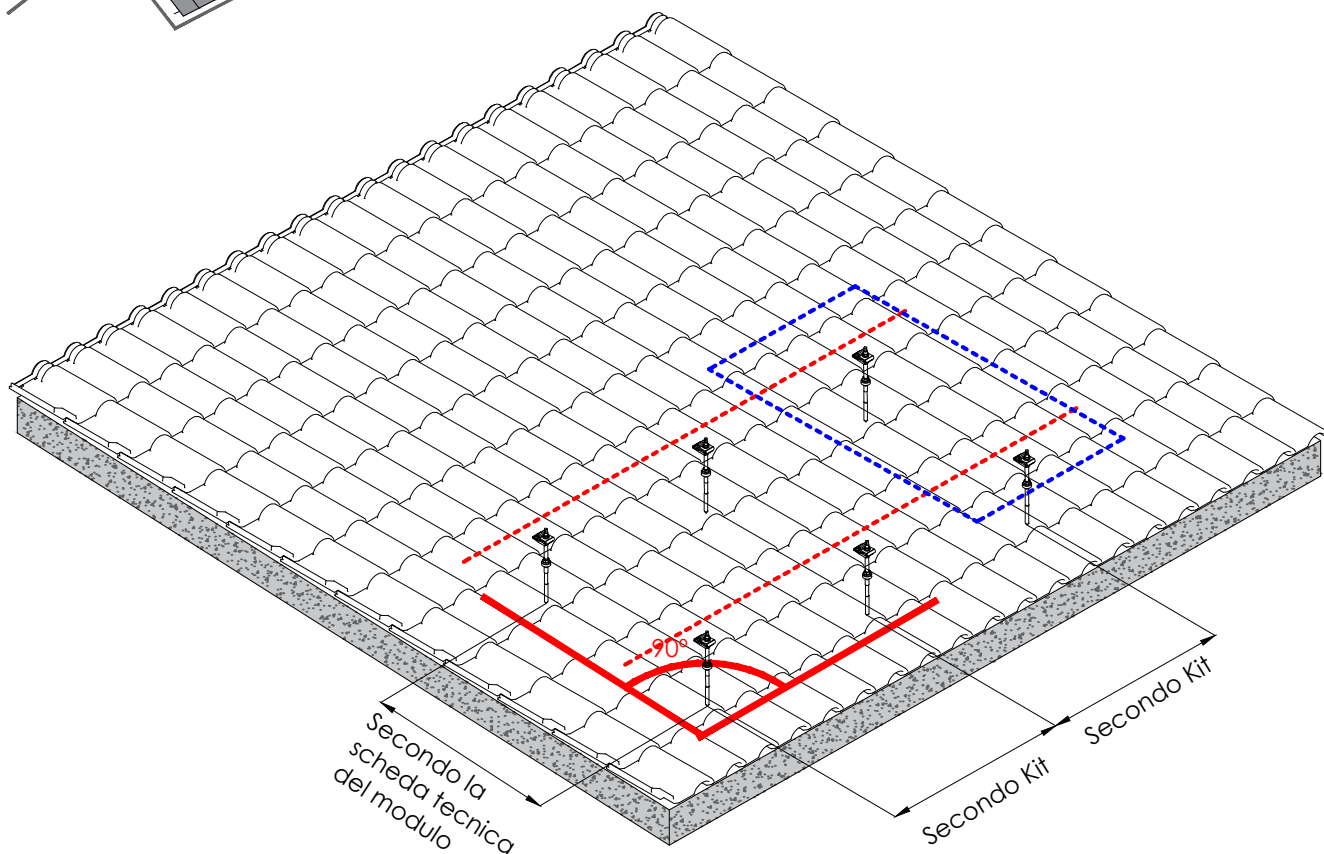 90°
Secondo la
scheda tecnica
del modulo
Secondo Kit
Secondo Kit